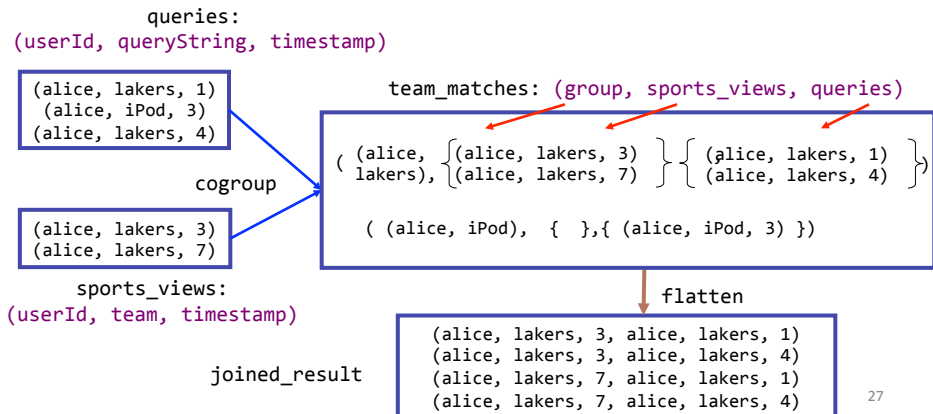 queries:
(userId, queryString, timestamp)
(alice, lakers, 1)
(alice, iPod, 3)
(alice, lakers, 4)
cogroup
(alice, lakers, 3)
(alice, lakers, 7)
sports_views:
(userId, team, timestamp)
team_matches: (group, sports_views, queries)
( (alice, {(alice, lakers, 3) } { (alice, lakers, 1) } )
lakers), (alice, lakers, 7) , (alice, lakers, 4)
( (alice, iPod), { },{ (alice, iPod, 3) })
flatten
joined_result
(alice, lakers, 3, alice, lakers, 1)
(alice, lakers, 3, alice, lakers, 4)
(alice, lakers, 7, alice, lakers, 1)
(alice, lakers, 7, alice, lakers, 4)
27